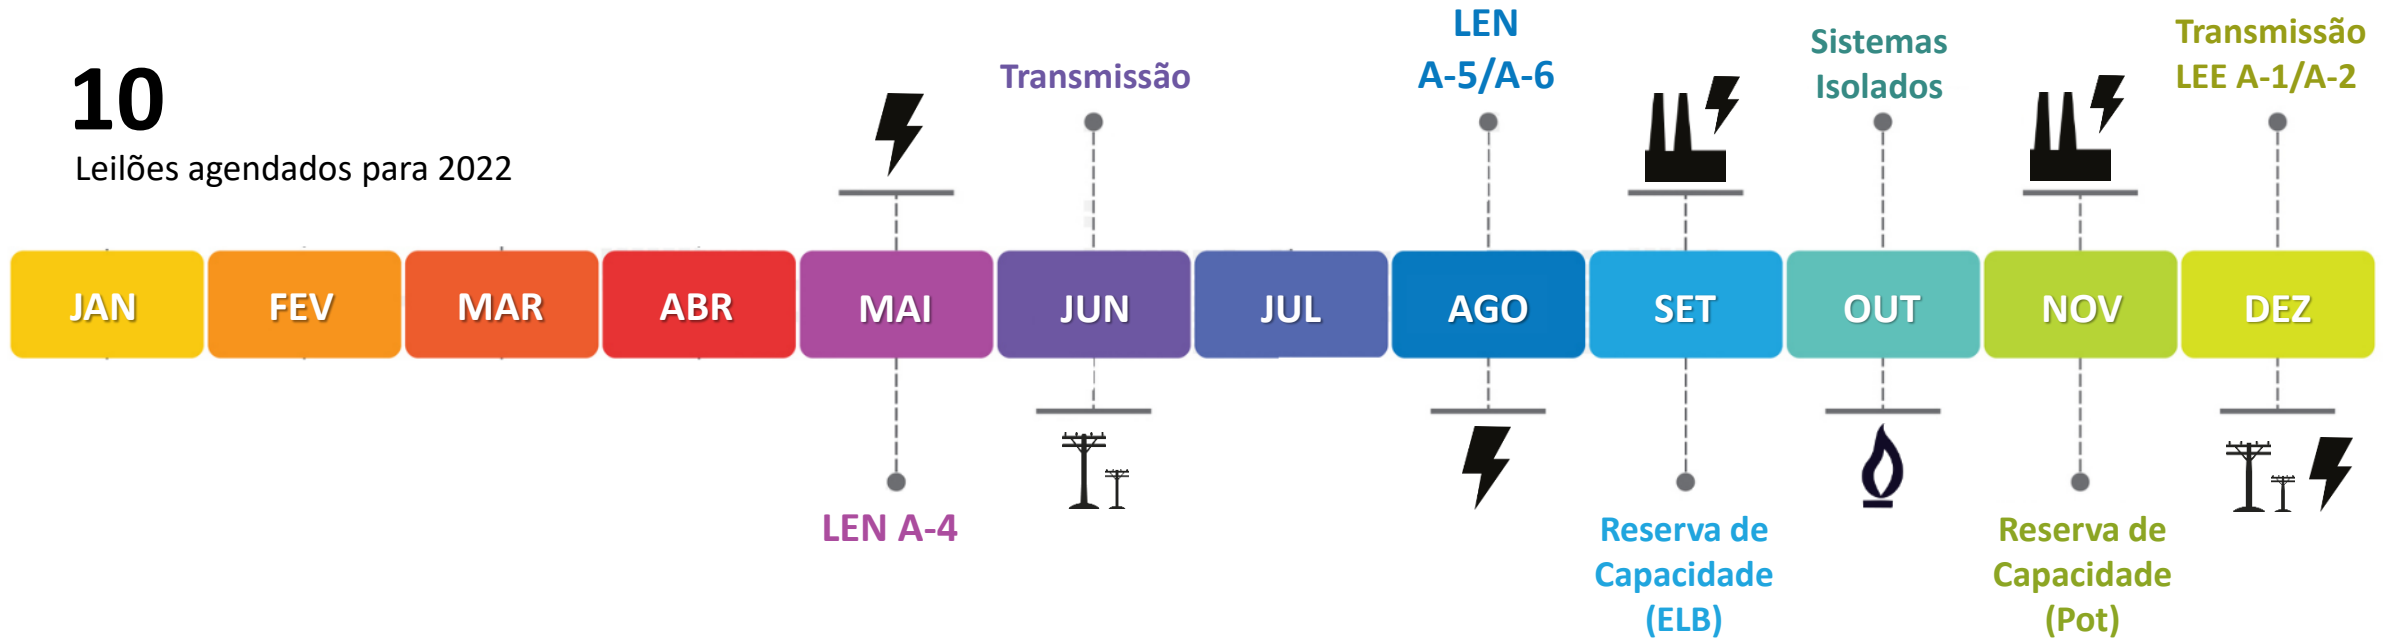 10
Leilões agendados para 2022
Transmissão
LEN
A-5/A-6
Sistemas
Isolados
Transmissão
LEE A-1/A-2
JAN
FEV
MAR
ABR
MAI
JUN
JUL
AGO
SET
OUT
NOV
DEZ
LEN A-4
Reserva de
Capacidade
(ELB)
Reserva de
Capacidade
(Pot)